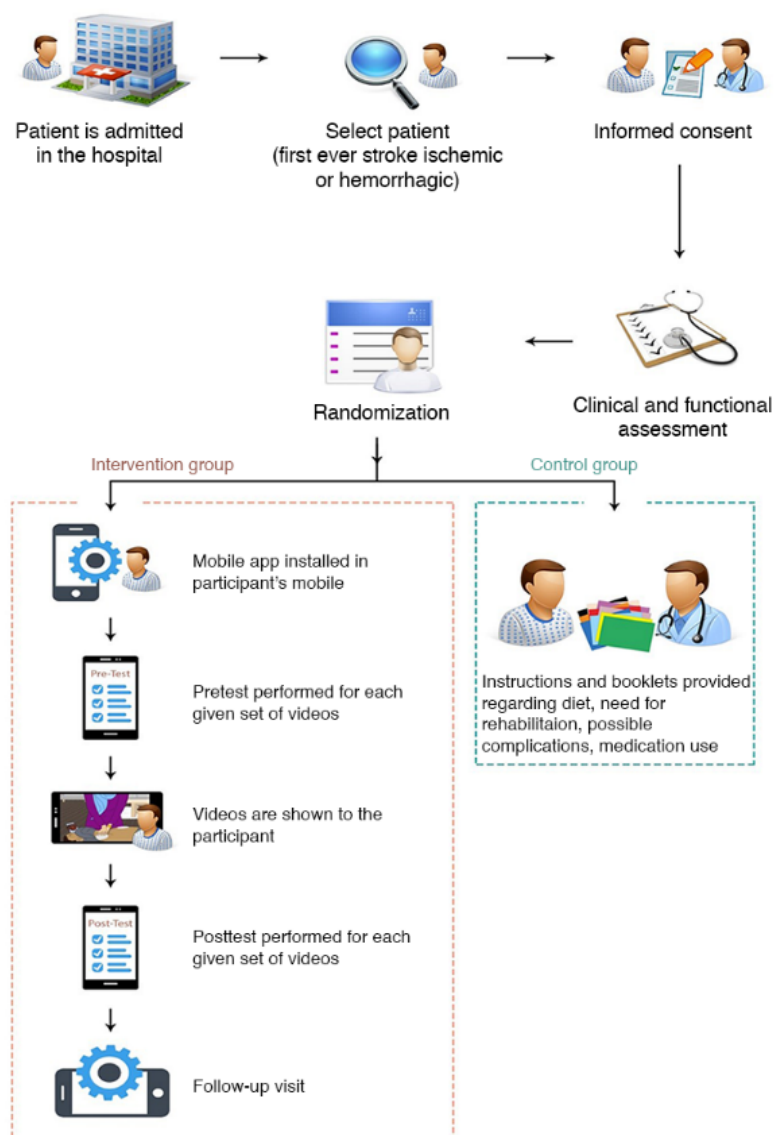 Patient is admitted
in the hospital
Select patient
(first ever stroke ischemic
or hemorrhagic)
Informed consent
Clinical and functional
assessment
Randomization
Intervention group
Control group
Mobile app installed in
participant's mobile
Pre-Test
Pretest performed for each
given set of videos
Videos are shown to the
participant
Post-Test
Posttest performed for each
given set of videos
Follow-up visit
Instructions and booklets provided
regarding diet, need for
rehabilitaion, possible
complications, medication use